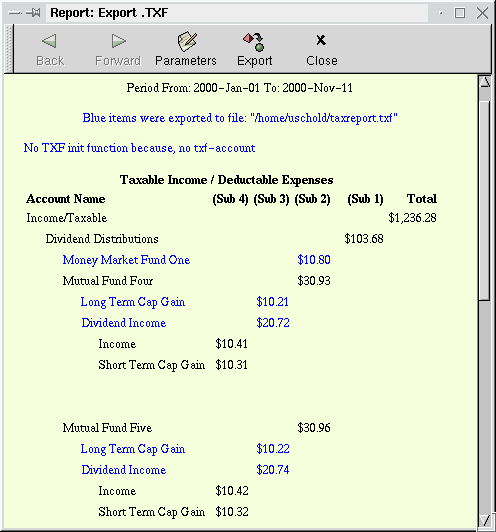 Report: Export .TXF
Back Forward Parameters Export Close
Period From: 2000-Jan-01 To: 2000-Nov-11
Blue items were exported to file: "/home/uschold/taxreport.txf"
No TXF init function because, no txf-account
Taxable Income / Deductable Expenses
Account Name (Sub 4) (Sub 3) (Sub 2) (Sub 1) Total
Income/Taxable $1,236.28
Dividend Distributions $103.68
Money Market Fund One $10.80
Mutual Fund Four $30.93
Long Term Cap Gain $10.21
Dividend Income $20.72
Income $10.41
Short Term Cap Gain $10.31
Mutual Fund Five $30.96
Long Term Cap Gain $10.22
Dividend Income $20.74
Income $10.42
Short Term Cap Gain $10.32